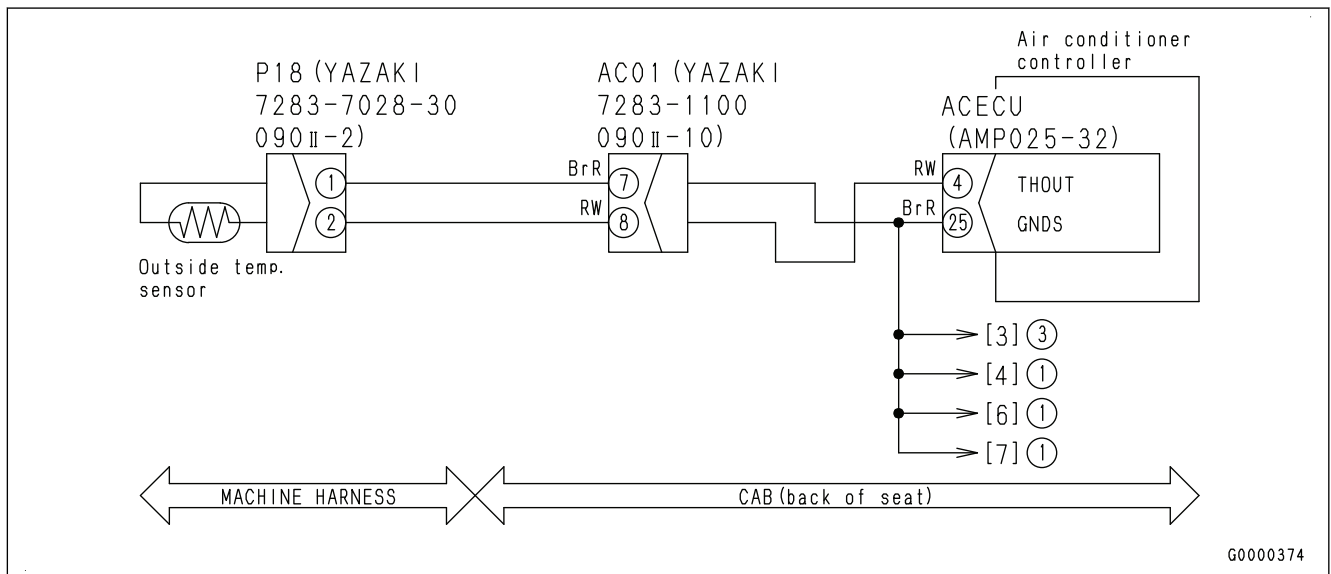 Air conditioner
controller
P18 (YAZAKI
7283-7028-30
090Ⅱ-2)
AC01 (YAZAKI
7283-1100
090Ⅱ-10)
ACECU
(AMP025-32)
1
BrR
7
RW
4
THOUT
2
RW
8
BrR
25
GNDS
Outside temp.
sensor
[3] 3
[4] 1
[6] 1
[7] 1
MACHINE HARNESS
CAB (back of seat)
G0000374